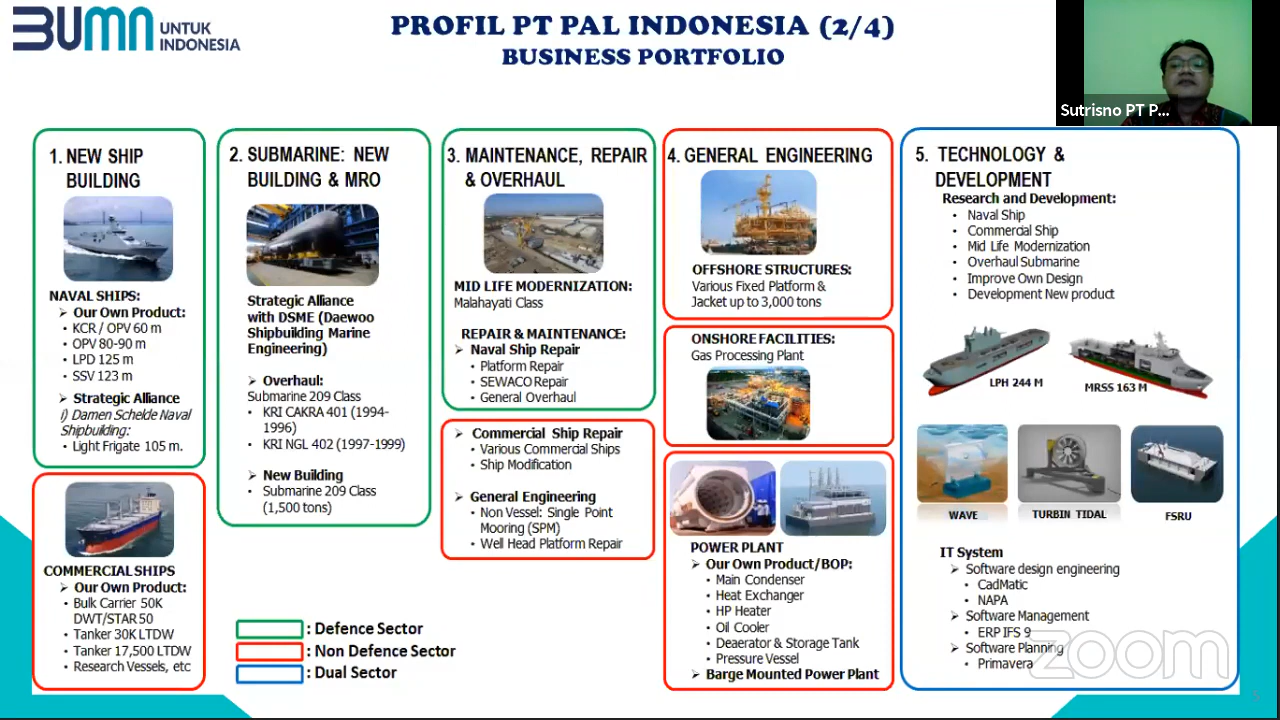 BUMN UNTUK
INDONESIA
PROFIL PT PAL INDONESIA (2/4)
BUSINESS PORTFOLIO
Sutrisno PT P...
1. NEW SHIP
BUILDING
NAVAL SHIPS:
➢ Our Own Product:
• KCR / OPV 60 m
• OPV 80-90 m
• LPD 125 m
• SSV 123 m
➢ Strategic Alliance
i) Damen Schelde Naval
Shipbuilding:
• Light Frigate 105 m.
COMMERCIAL SHIPS
➢ Our Own Product:
• Bulk Carrier 50K
DWT/STAR 50
• Tanker 30K LTDW
• Tanker 17,500 LTDW
• Research Vessels, etc
2. SUBMARINE: NEW
BUILDING & MRO
Strategic Alliance
with DSME (Daewoo
Shipbuilding Marine
Engineering)
➢ Overhaul:
Submarine 209 Class
• KRI CAKRA 401 (1994-
1996)
• KRI NGL 402 (1997-1999)
➢ New Building
• Submarine 209 Class
(1,500 tons)
: Defence Sector
: Non Defence Sector
: Dual Sector
3. MAINTENANCE, REPAIR
& OVERHAUL
MID LIFE MODERNIZATION:
Malahayati Class
REPAIR & MAINTENANCE:
➢ Naval Ship Repair
• Platform Repair
• SEWACO Repair
• General Overhaul
➢ Commercial Ship Repair
• Various Commercial Ships
• Ship Modification
➢ General Engineering
• Non Vessel: Single Point
Mooring (SPM)
• Well Head Platform Repair
4. GENERAL ENGINEERING
OFFSHORE STRUCTURES:
Various Fixed Platform &
Jacket up to 3,000 tons
ONSHORE FACILITIES:
Gas Processing Plant
POWER PLANT
➢ Our Own Product/BOP:
• Main Condenser
• Heat Exchanger
• HP Heater
• Oil Cooler
• Deaerator & Storage Tank
• Pressure Vessel
➢ Barge Mounted Power Plant
5. TECHNOLOGY &
DEVELOPMENT
Research and Development:
• Naval Ship
• Commercial Ship
• Mid Life Modernization
• Overhaul Submarine
• Improve Own Design
• Development New product
LPH 244 M
MRSS 163 M
WAVE
TURBIN TIDAL
FSRU
IT System
➢ Software design engineering
• CadMatic
• NAPA
➢ Software Management
• ERP IFS 9
➢ Software Planning
• Primavera
zoom